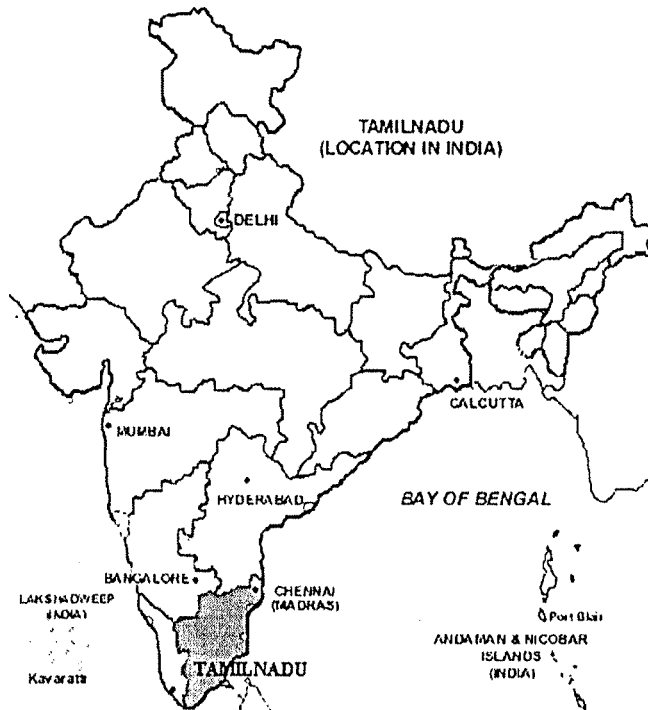 TAMILNADU
(LOCATION IN INDIA)
DELHI
CALCUTTA
MUMBAI
HYDERABAD
BAY OF BENGAL
BANGALORE
CHENNAI
(MADRAS)
LAKSHADWEEP
(INDIA)
Port Blair
ANDAMAN & NICOBAR
ISLANDS
(INDIA)
TAMILNADU
Kavaratti